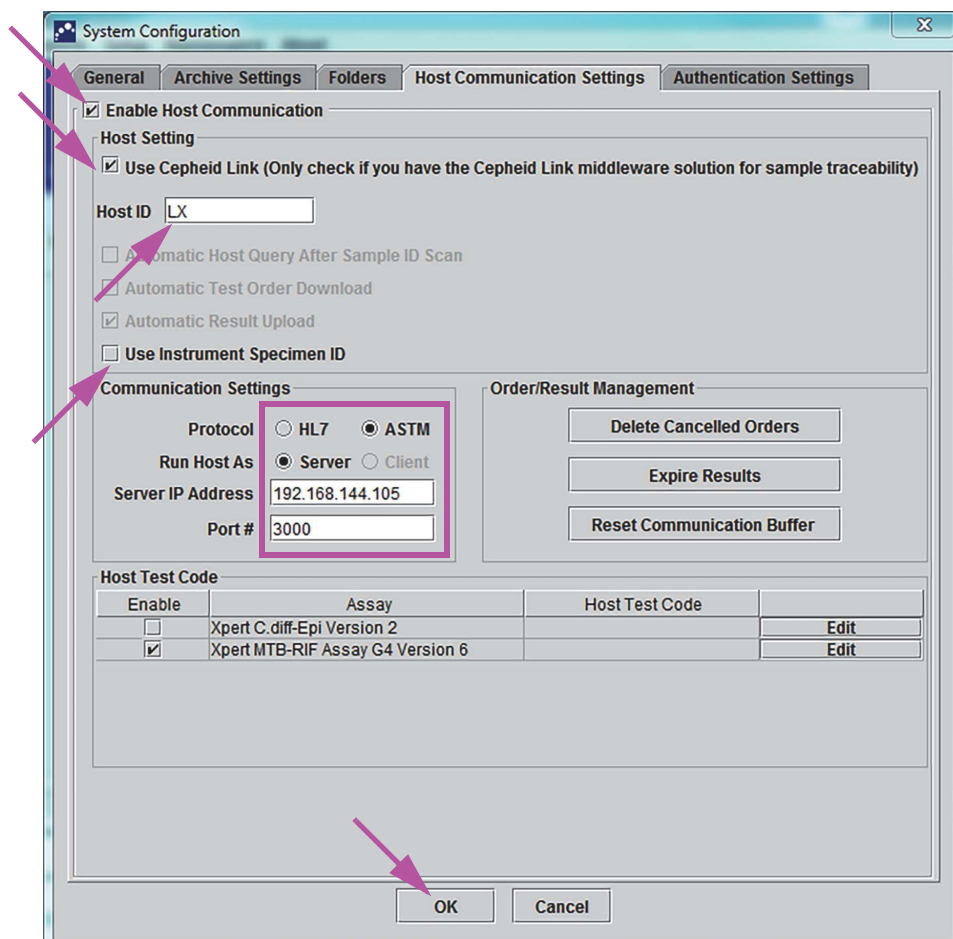 System Configuration
General Archive Settings Folders Host Communication Settings Authentication Settings
Enable Host Communication
Host Setting
Use Cepheid Link (Only check if you have the Cepheid Link middleware solution for sample traceability)
Host ID LX
Automatic Host Query After Sample ID Scan
Automatic Test Order Download
Automatic Result Upload
Use Instrument Specimen ID
Communication Settings
Protocol HL7 ASTM
Run Host As Server Client
Server IP Address 192.168.144.105
Port # 3000
Order/Result Management
Delete Cancelled Orders
Expire Results
Reset Communication Buffer
Host Test Code
Enable Assay Host Test Code
Xpert C.diff-Epi Version 2 Edit
Xpert MTB-RIF Assay G4 Version 6 Edit
OK Cancel